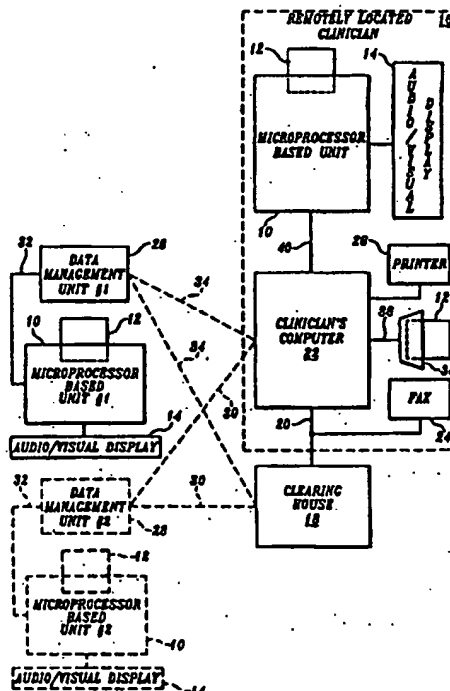 REMOTELY LOCATED
CLINICIAN
12
14
MICROPROCESSOR
BASED UNIT
AUDIO/VISUAL
DISPLAY
10
40
32
DATA
MANAGEMENT
UNIT #1
28
PRINTER
34
CLINICIAN'S
COMPUTER
22
38
12
10
12
MICROPROCESSOR
BASED
UNIT #1
34
30
FAX
20
24
14
AUDIO/VISUAL DISPLAY
32
DATA
MANAGEMENT
UNIT #2
30
28
CLEARING
HOUSE
18
12
MICROPROCESSOR
BASED
UNIT #2
10
AUDIO/VISUAL DISPLAY
14